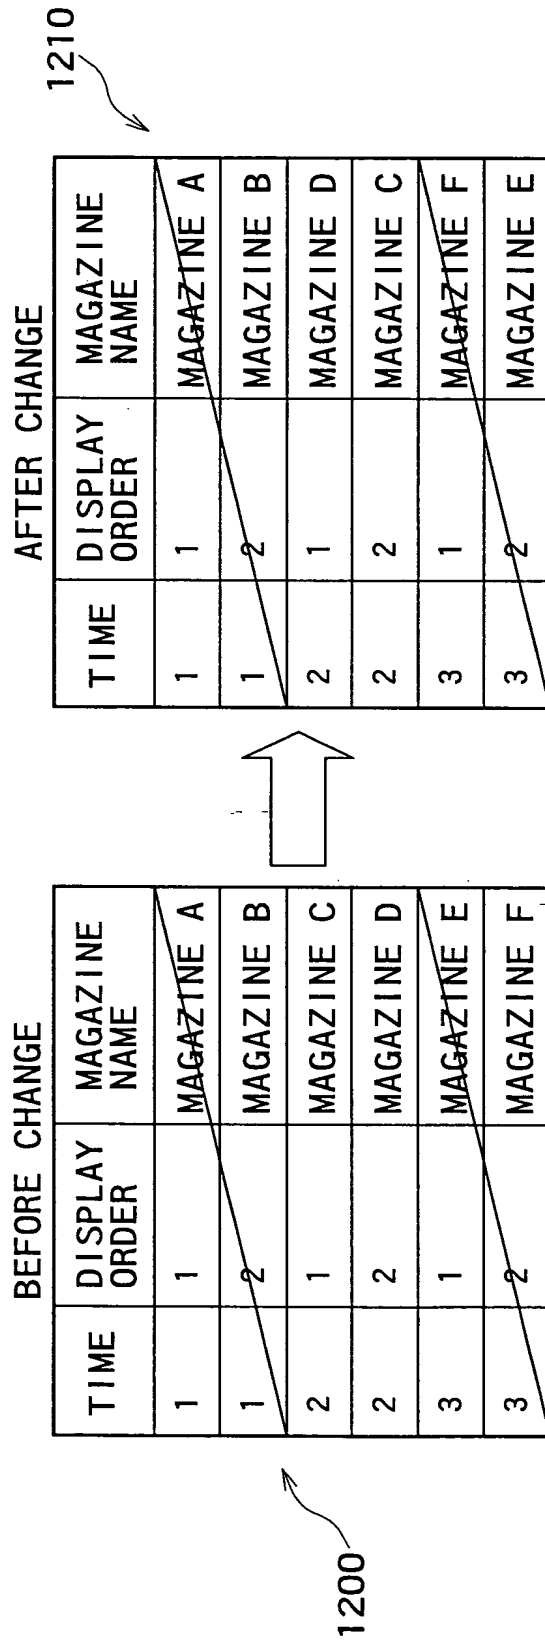 BEFORE CHANGE
TIME DISPLAY ORDER MAGAZINE NAME
1 1 MAGAZINE A
1 2 MAGAZINE B
2 1 MAGAZINE C
2 2 MAGAZINE D
3 1 MAGAZINE E
3 2 MAGAZINE F
1200
AFTER CHANGE
TIME DISPLAY ORDER MAGAZINE NAME
1 1 MAGAZINE A
1 2 MAGAZINE B
2 1 MAGAZINE D
2 2 MAGAZINE C
3 1 MAGAZINE F
3 2 MAGAZINE E
1210